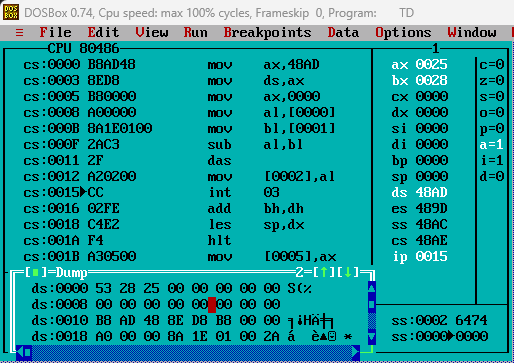 DOSBox 0.74, Cpu speed: max 100% cycles, Frameskip 0, Program: TD
≡ File Edit View Run Breakpoints Data Options Window
CPU 80486 1
cs:0000 B8AD48 mov ax,48AD ax 0025 c=0
cs:0003 8ED8 mov ds,ax bx 0028 z=0
cs:0005 B80000 mov ax,0000 cx 0000 s=0
cs:0008 A00000 mov al,[0000] dx 0000 o=0
cs:000B 8A1E0100 mov bl,[0001] si 0000 p=0
cs:000F 2AC3 sub al,bl di 0000 a=1
cs:0011 2F das bp 0000 i=1
cs:0012 A20200 mov [0002],al sp 0000 d=0
cs:0015►CC int 03 ds 48AD
cs:0016 02FE add bh,dh es 489D
cs:0018 C4E2 les sp,dx ss 48AC
cs:001A F4 hlt cs 48AE
cs:001B A30500 mov [0005],ax ip 0015
[■]=Dump 2=[↑][↓]
ds:0000 53 28 25 00 00 00 00 00 S(%
ds:0008 00 00 00 00 00 00 00 00
ds:0010 B8 AD 48 8E D8 B8 00 00 ╕¡HÄ╪╕
ds:0018 A0 00 00 8A 1E 01 00 2A á è▲☺ *
ss:0002 6474
ss:0000►0000